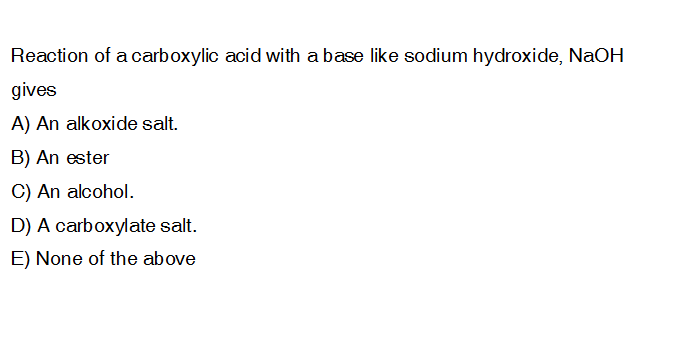 Reaction of a carboxylic acid with a base like sodium hydroxide, NaOH
gives
A) An alkoxide salt.
B) An ester
C) An alcohol.
D) A carboxylate salt.
E) None of the above